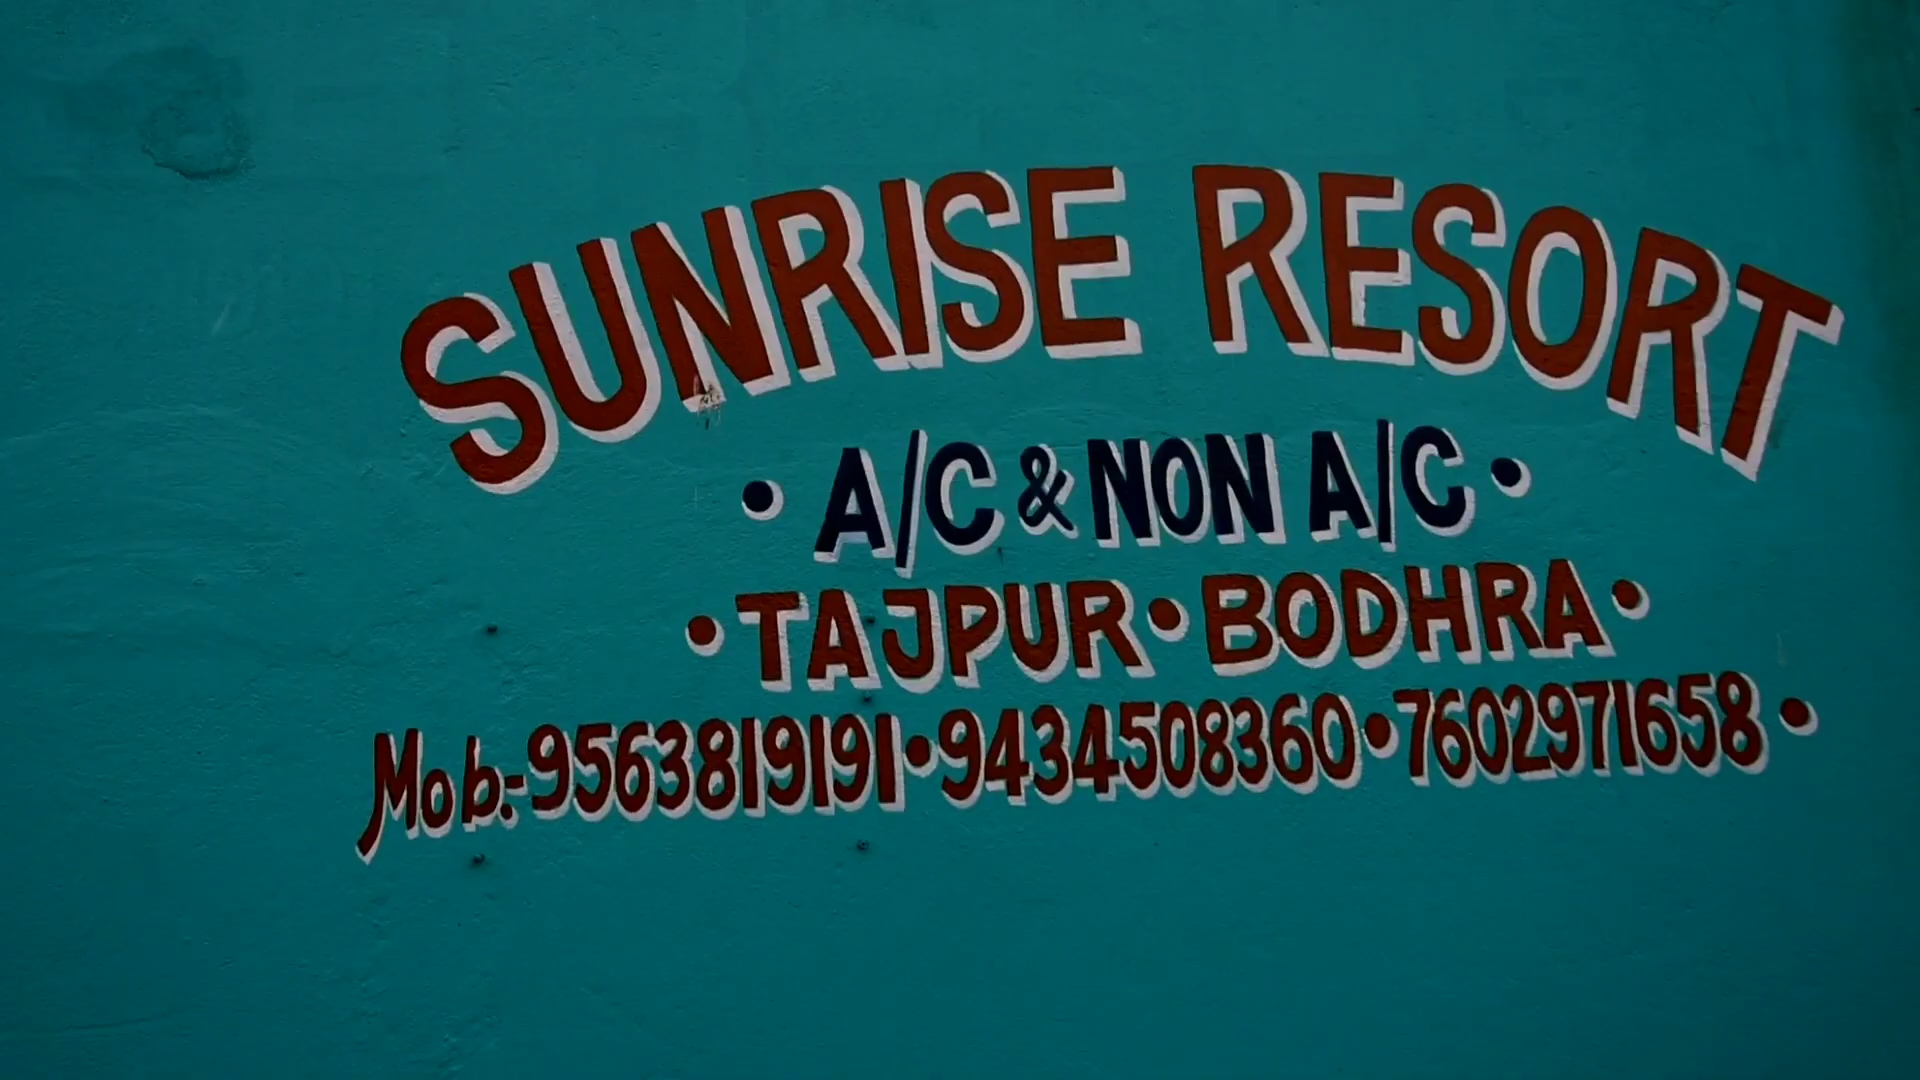 SUNRISE RESORT
• A/C & NON A/C •
• TAJPUR • BODHRA •
Mob.-9563819191•9434508360•7602971658•